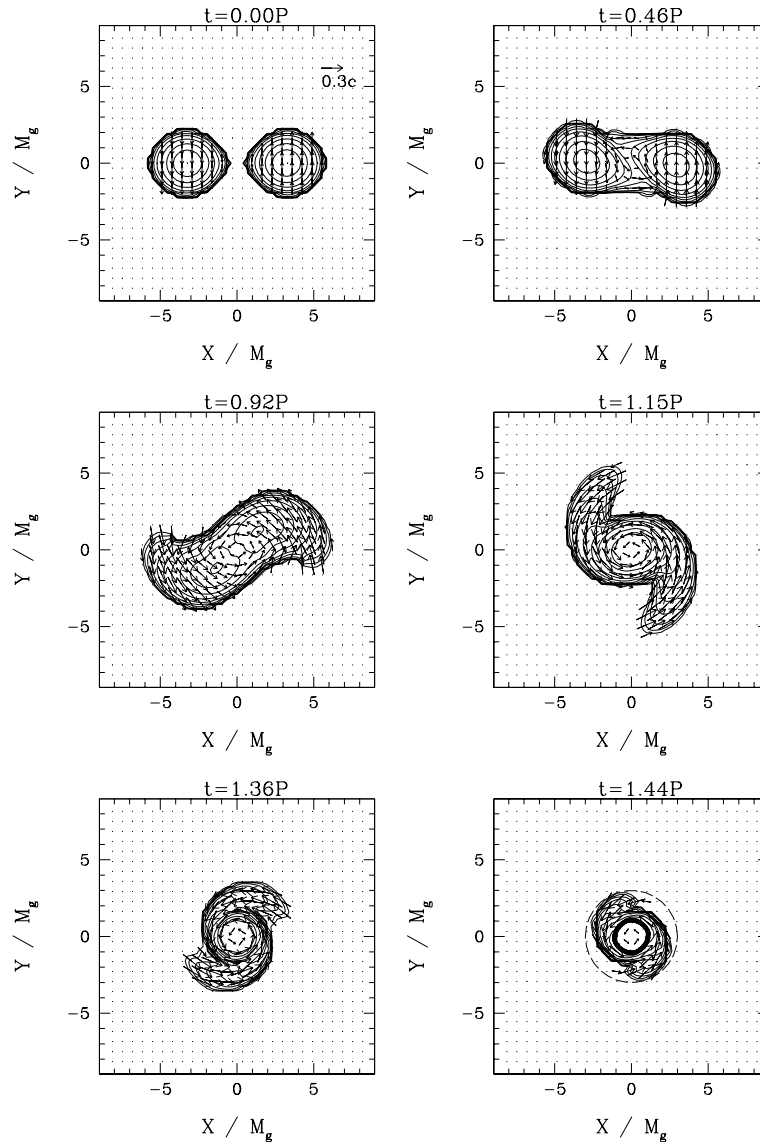 t=0.00P
t=0.46P
5
0.3c
5
Y / Mg
0
Y / Mg
0
−5
−5
−5 0 5
−5 0 5
X / Mg
X / Mg
t=0.92P
t=1.15P
5
5
Y / Mg
0
Y / Mg
0
−5
−5
−5 0 5
−5 0 5
X / Mg
X / Mg
t=1.36P
t=1.44P
5
5
Y / Mg
0
Y / Mg
0
−5
−5
−5 0 5
−5 0 5
X / Mg
X / Mg